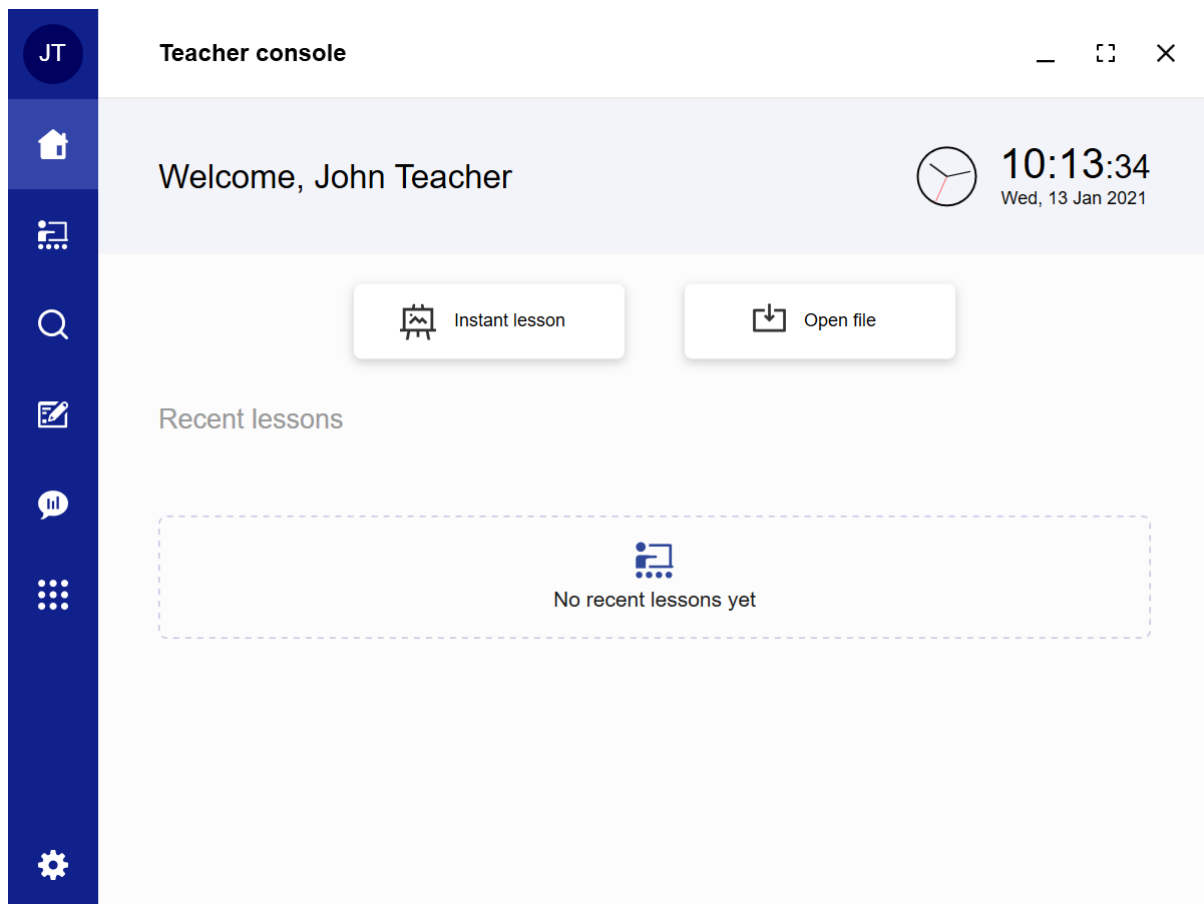 JT
Teacher console
Welcome, John Teacher
10:13:34
Wed, 13 Jan 2021
Instant lesson
Open file
Recent lessons
No recent lessons yet